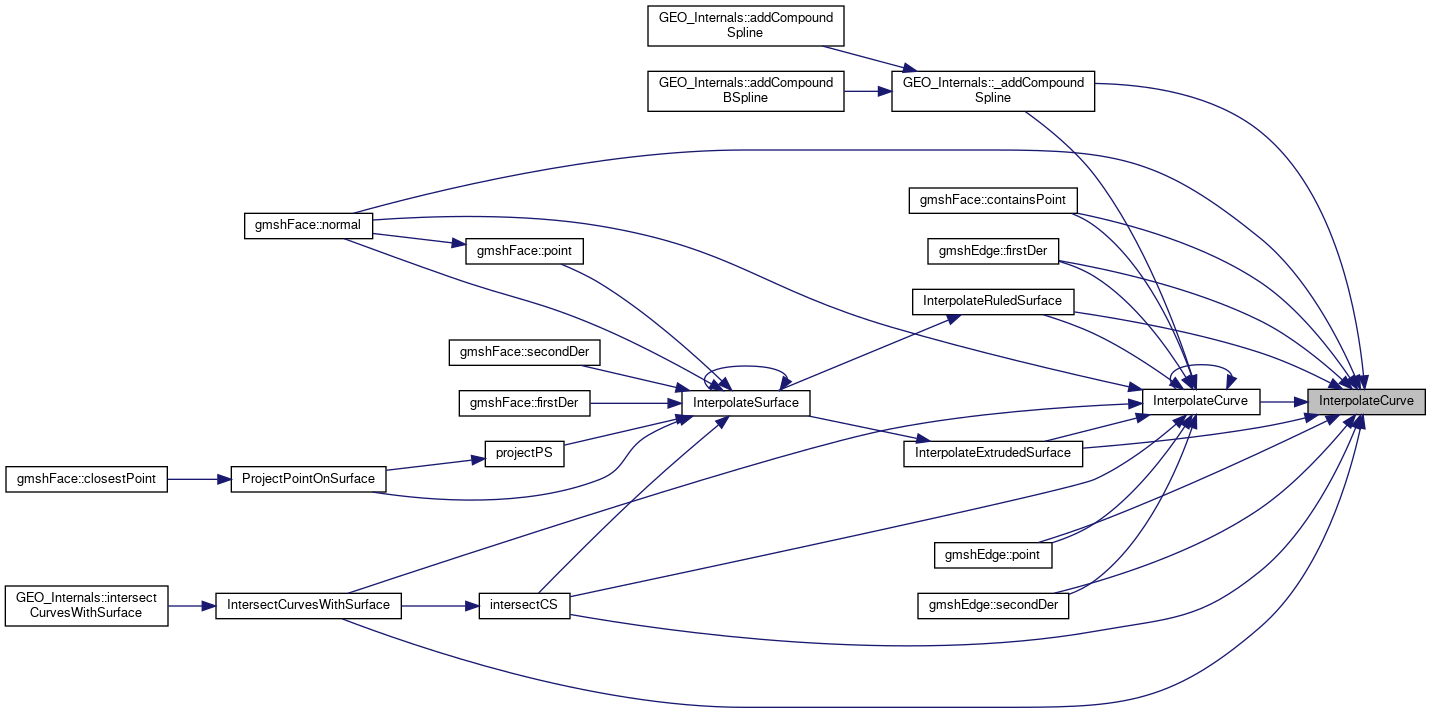 GEO_Internals::addCompound
Spline
GEO_Internals::addCompound
BSpline
GEO_Internals::_addCompound
Spline
gmshFace::containsPoint
gmshFace::normal
gmshFace::point
gmshEdge::firstDer
InterpolateRuledSurface
gmshFace::secondDer
gmshFace::firstDer
InterpolateSurface
InterpolateCurve
InterpolateCurve
projectPS
InterpolateExtrudedSurface
gmshFace::closestPoint
ProjectPointOnSurface
gmshEdge::point
GEO_Internals::intersect
CurvesWithSurface
IntersectCurvesWithSurface
intersectCS
gmshEdge::secondDer